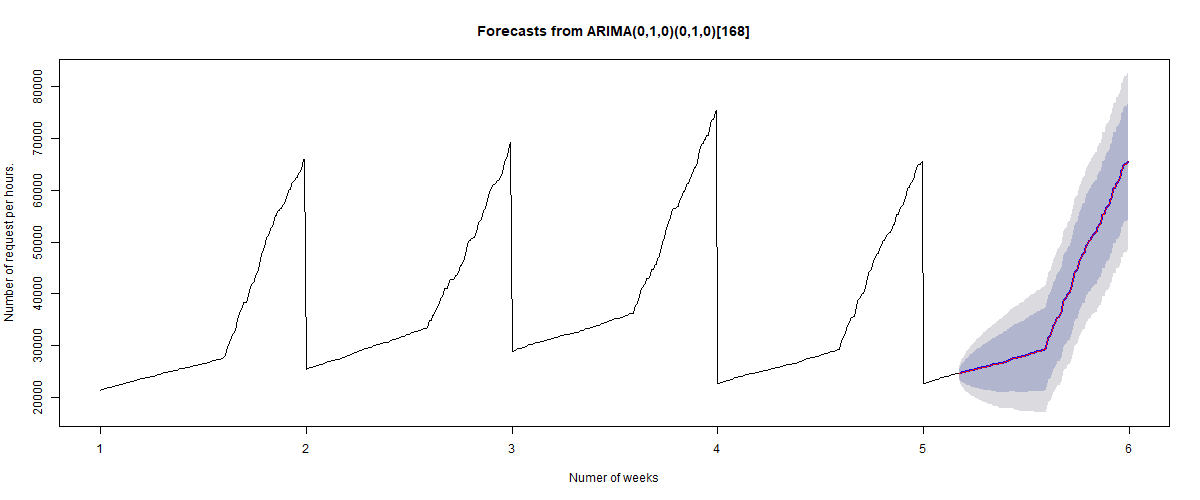 Forecasts from ARIMA(0,1,0)(0,1,0)[168]
Number of request per hours.
80000
70000
60000
50000
40000
30000
20000
1 2 3 4 5 6
Numer of weeks